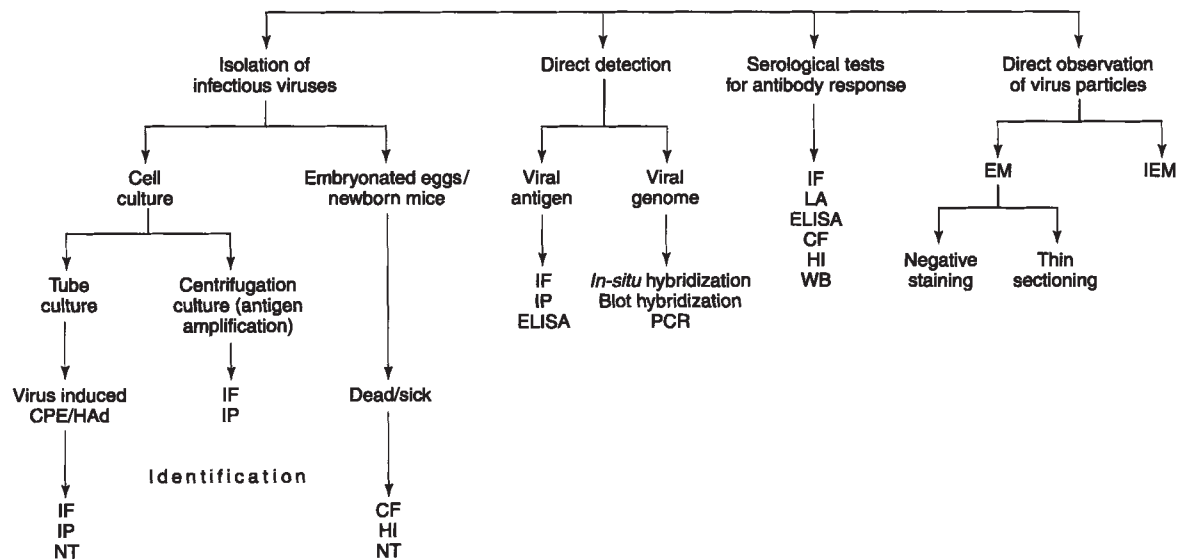 Isolation of
infectious viruses
Direct detection
Serological tests
for antibody response
Direct observation
of virus particles
Cell
culture
Embryonated eggs/
newborn mice
Viral
antigen
Viral
genome
IF
LA
ELISA
CF
HI
WB
EM
IEM
Tube
culture
Centrifugation
culture (antigen
amplification)
IF
IP
ELISA
In-situ hybridization
Blot hybridization
PCR
Negative
staining
Thin
sectioning
Virus induced
CPE/HAd
IF
IP
Dead/sick
Identification
IF
IP
NT
CF
HI
NT